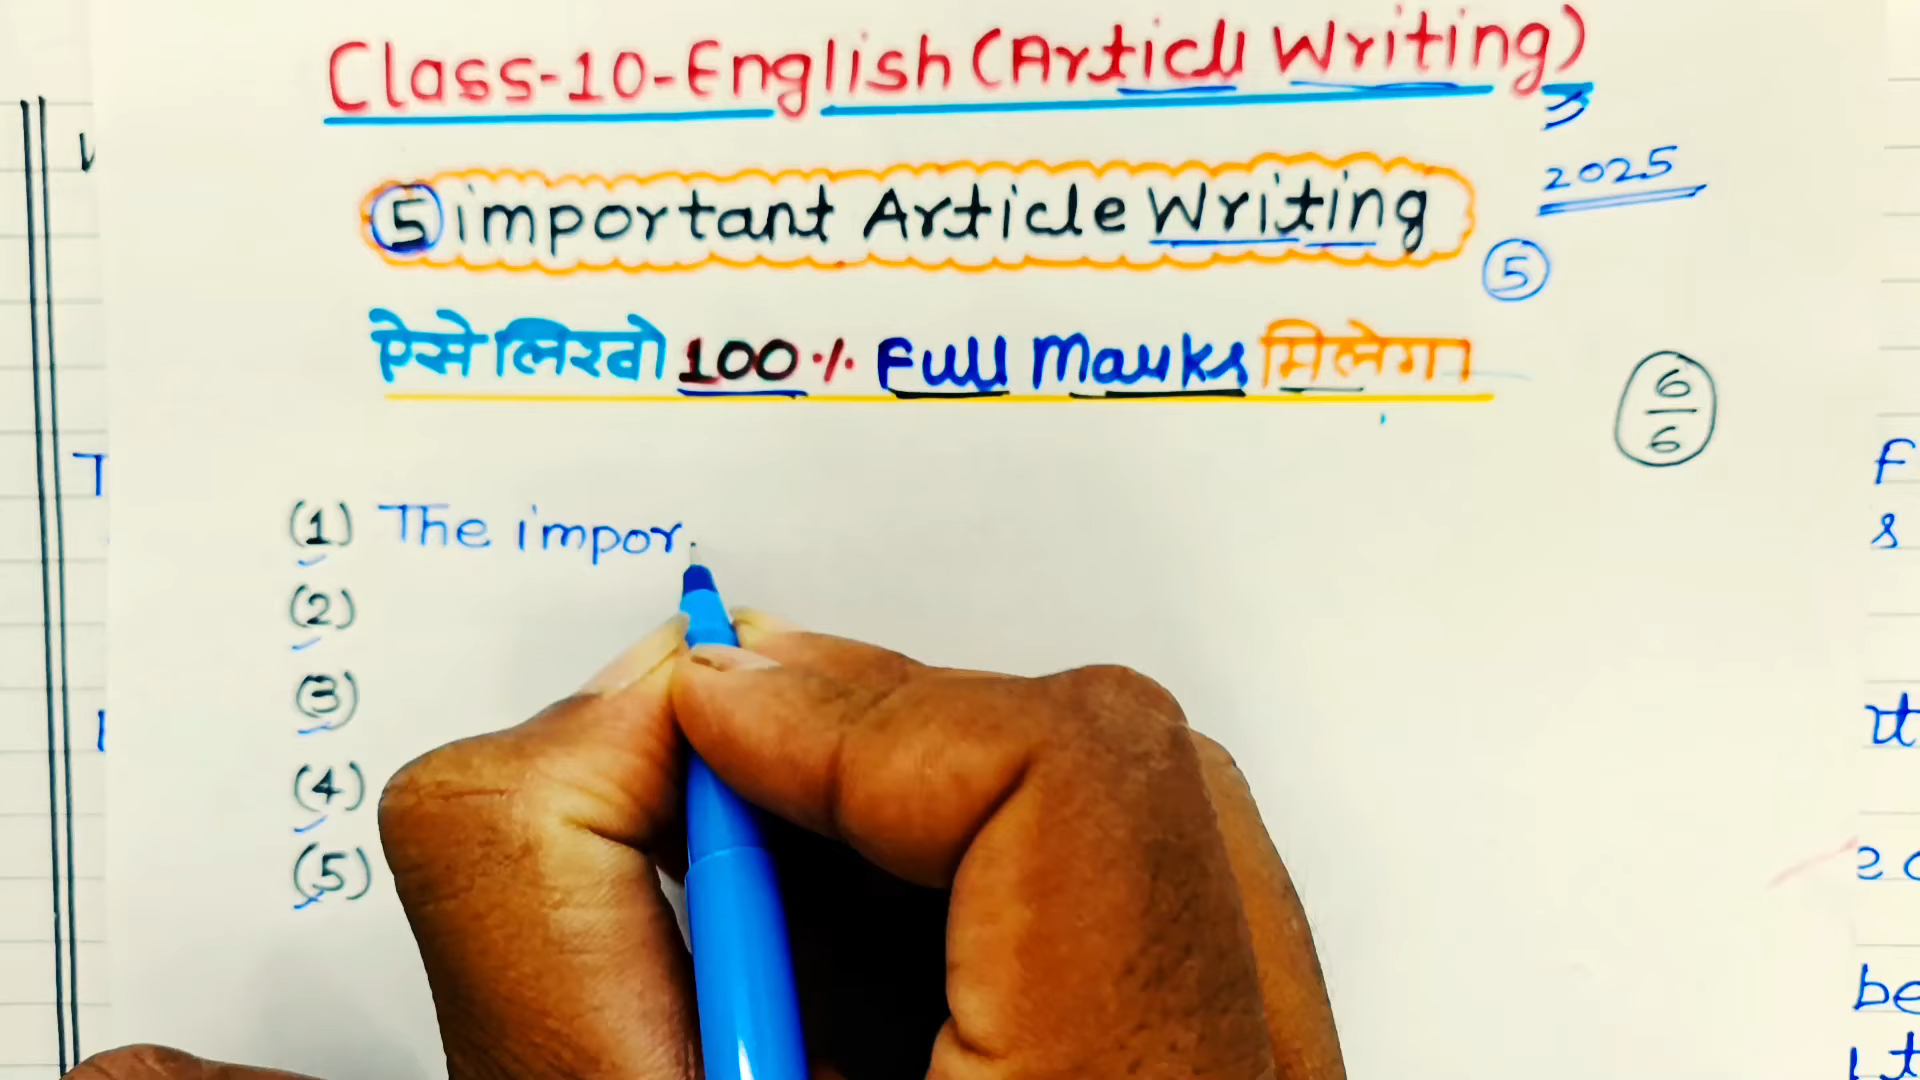 Class-10-English (Article Writing)
2025
5 important Article Writing
5
ऐसे लिखो 100% Full Marks मिलेगा
6
6
(1) The impor
(2)
(3)
(4)
(5)
be